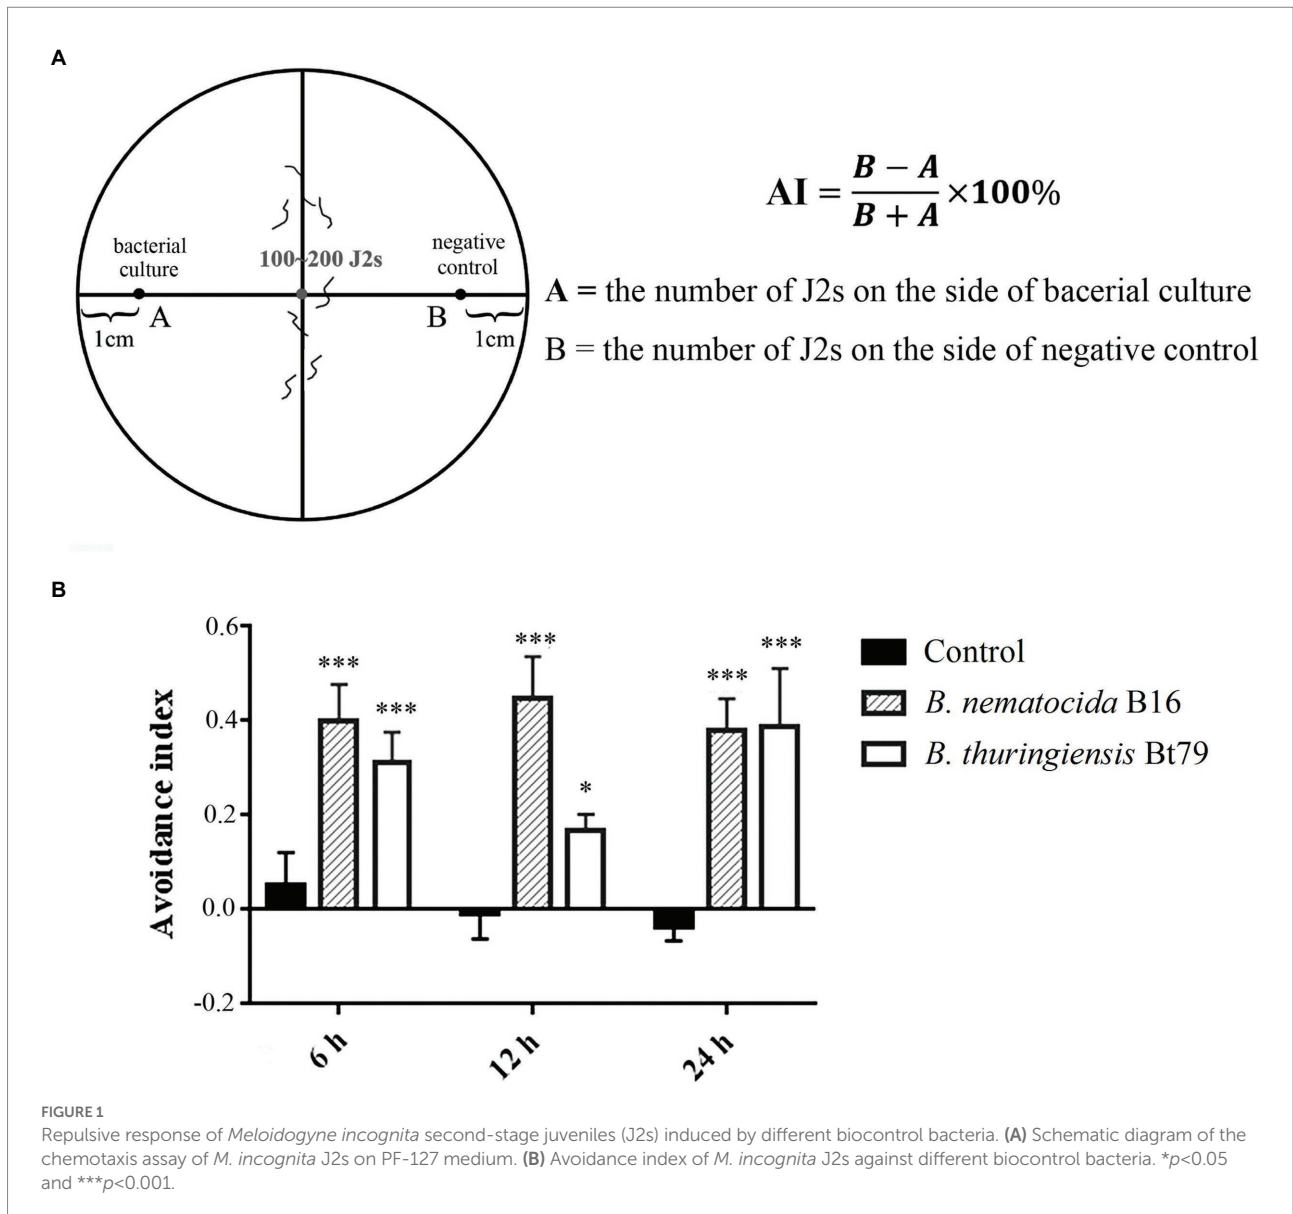 A
bacterial
culture
negative
control
100~200 J2s
A
B
1cm
1cm
AI = B − A / B + A ×100%
A = the number of J2s on the side of bacerial culture
B = the number of J2s on the side of negative control
B
Avoidance index
0.6
0.4
0.2
0.0
-0.2
***
***
***
*
***
***
6 h
12 h
24 h
Control
B. nematocida B16
B. thuringiensis Bt79
FIGURE 1
Repulsive response of Meloidogyne incognita second-stage juveniles (J2s) induced by different biocontrol bacteria. (A) Schematic diagram of the
chemotaxis assay of M. incognita J2s on PF-127 medium. (B) Avoidance index of M. incognita J2s against different biocontrol bacteria. *p<0.05
and ***p<0.001.